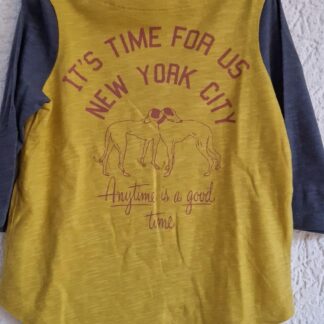 IT'S TIME FOR US
NEW YORK CITY
Anytime is a good
time